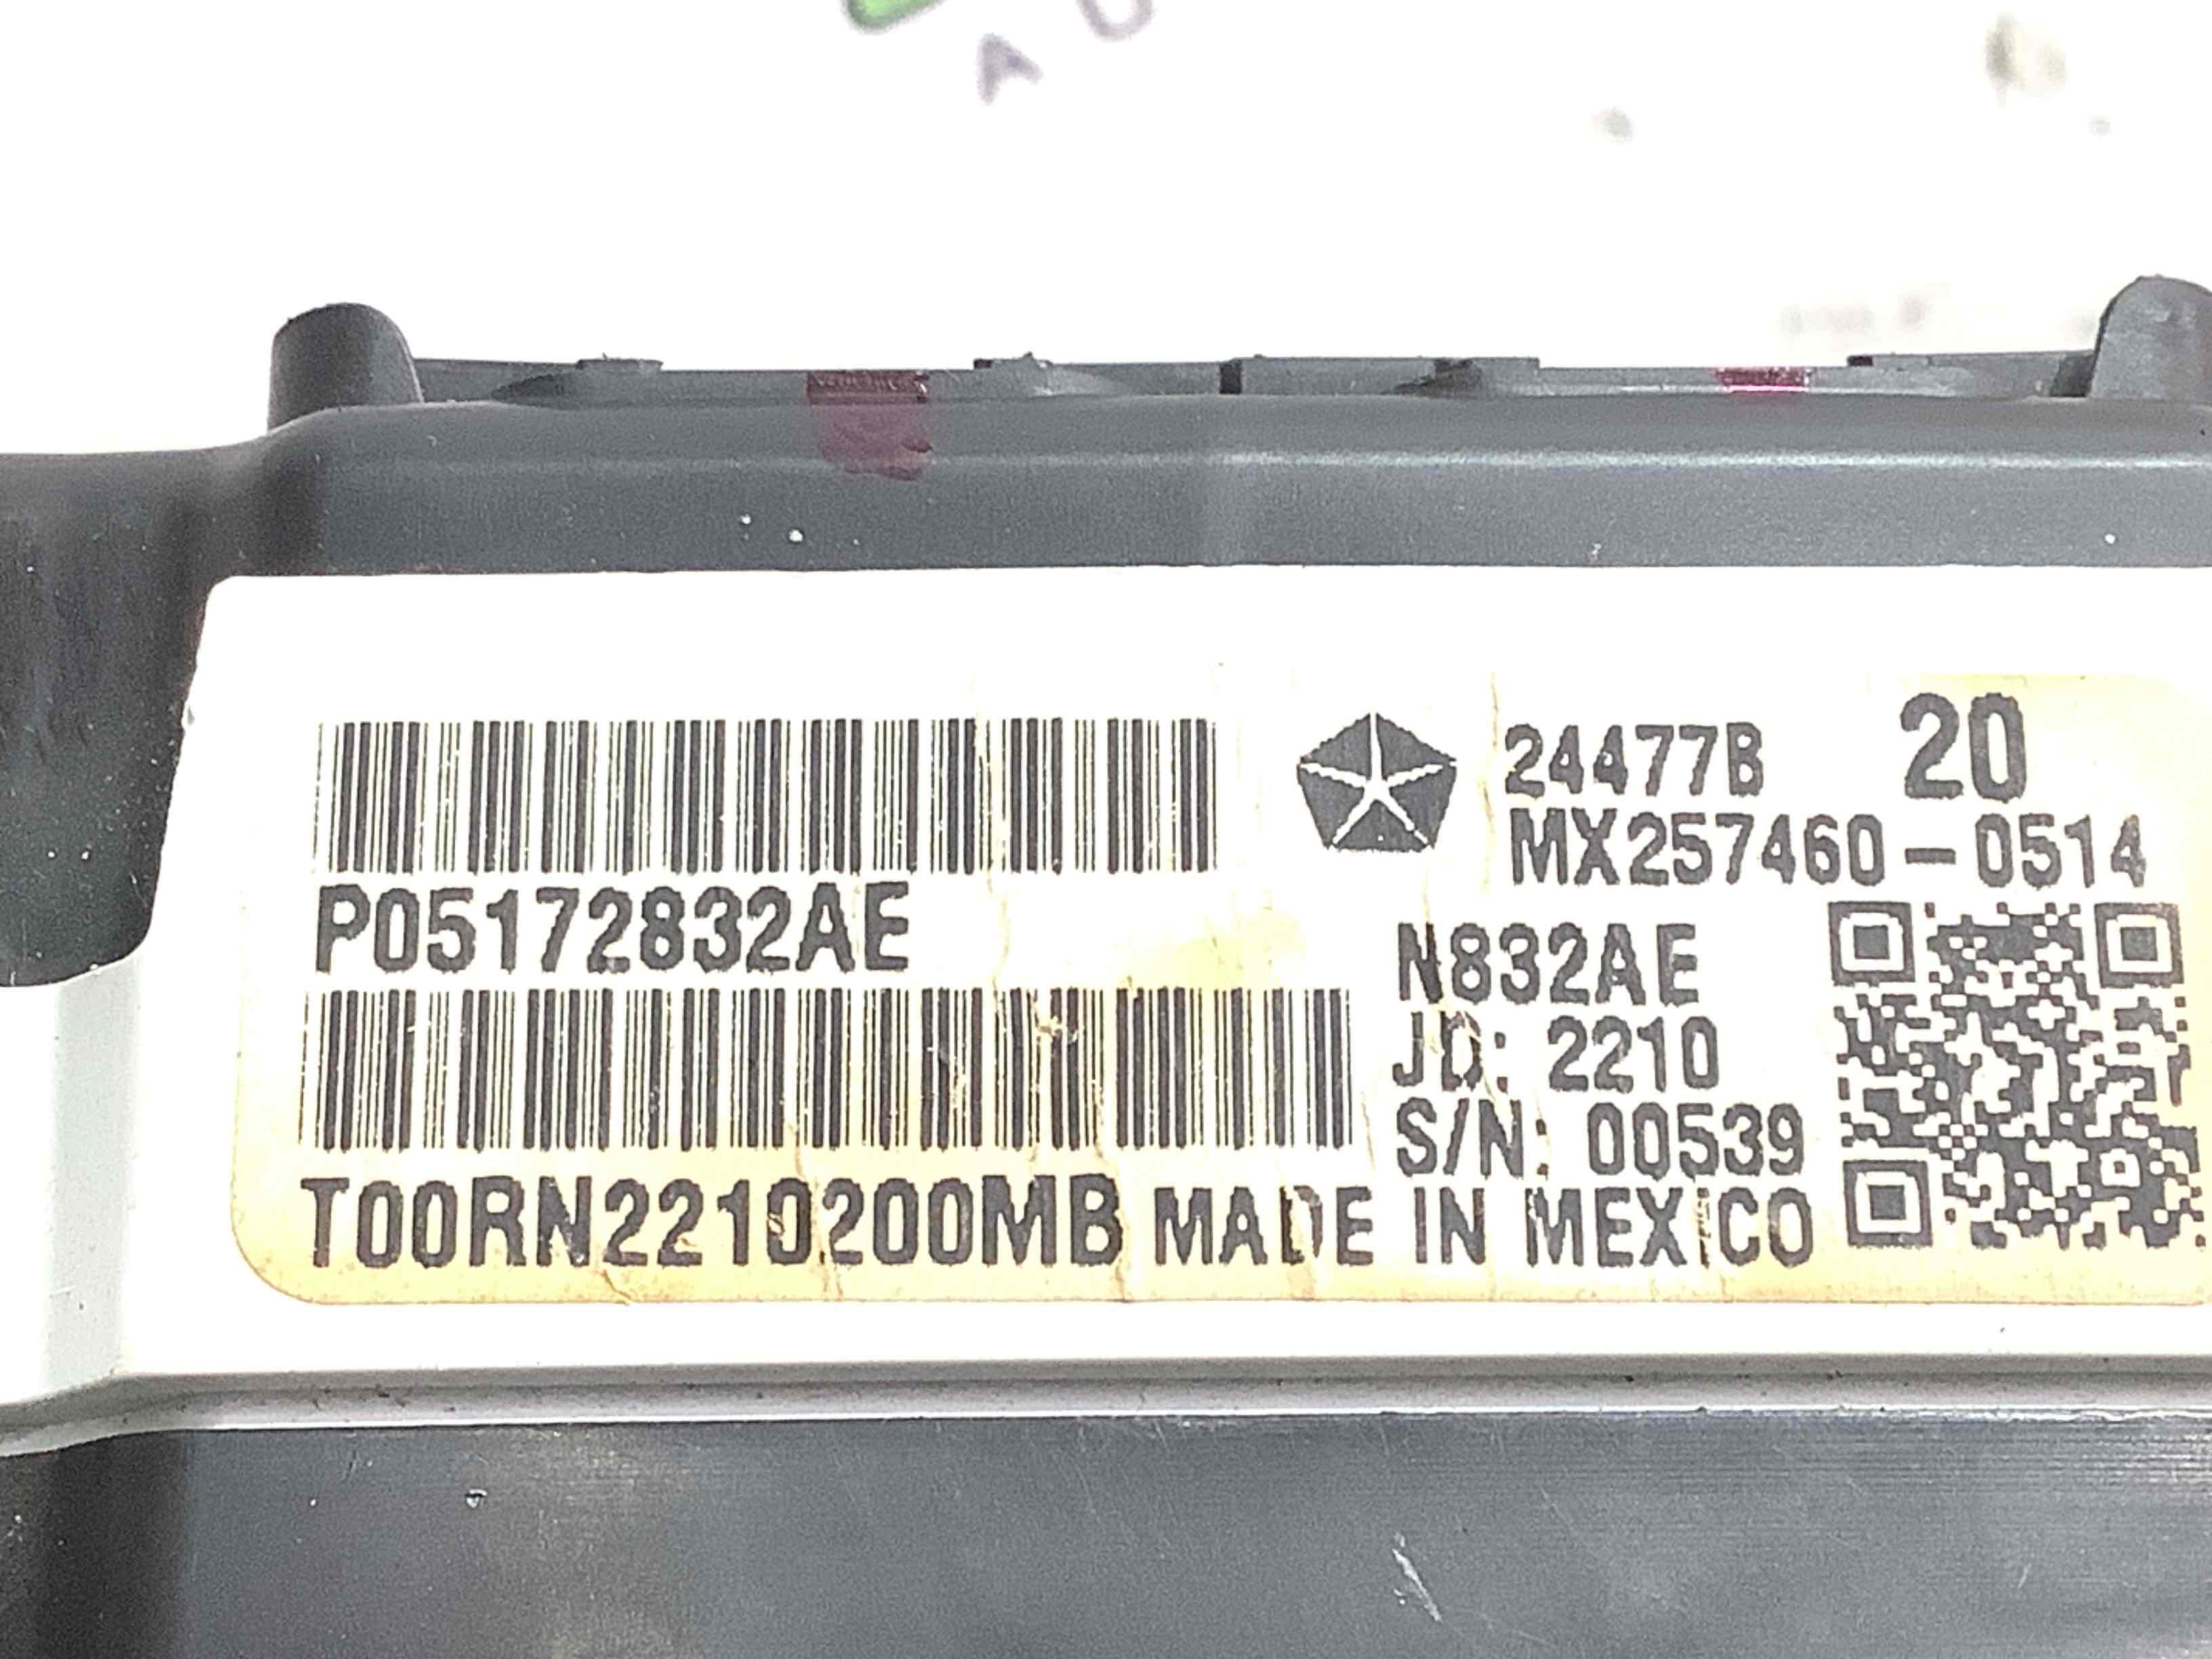 24477B 20
MX257460-0514
P05172832AE
N832AE
JD: 2210
S/N: 00539
T00RN2210200MB MADE IN MEXICO